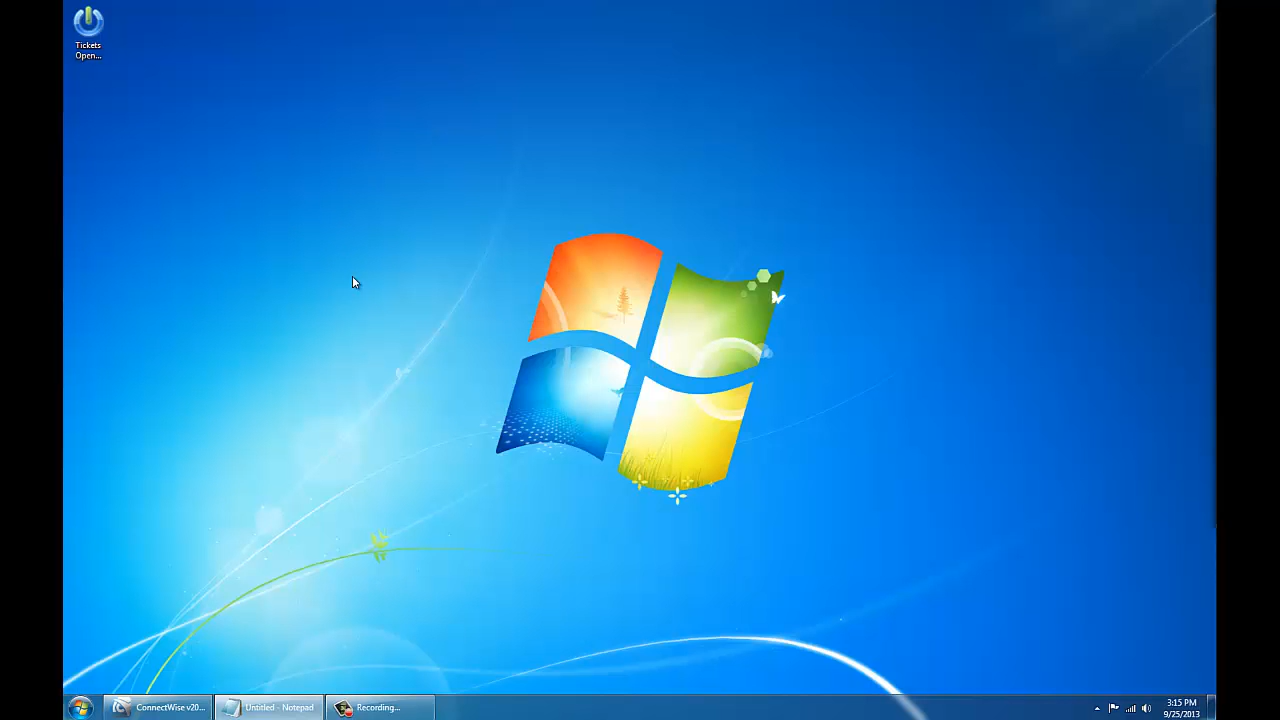 Tickets
Open...
ConnectWise v20...
Untitled - Notepad
Recording...
3:15 PM
9/25/2013